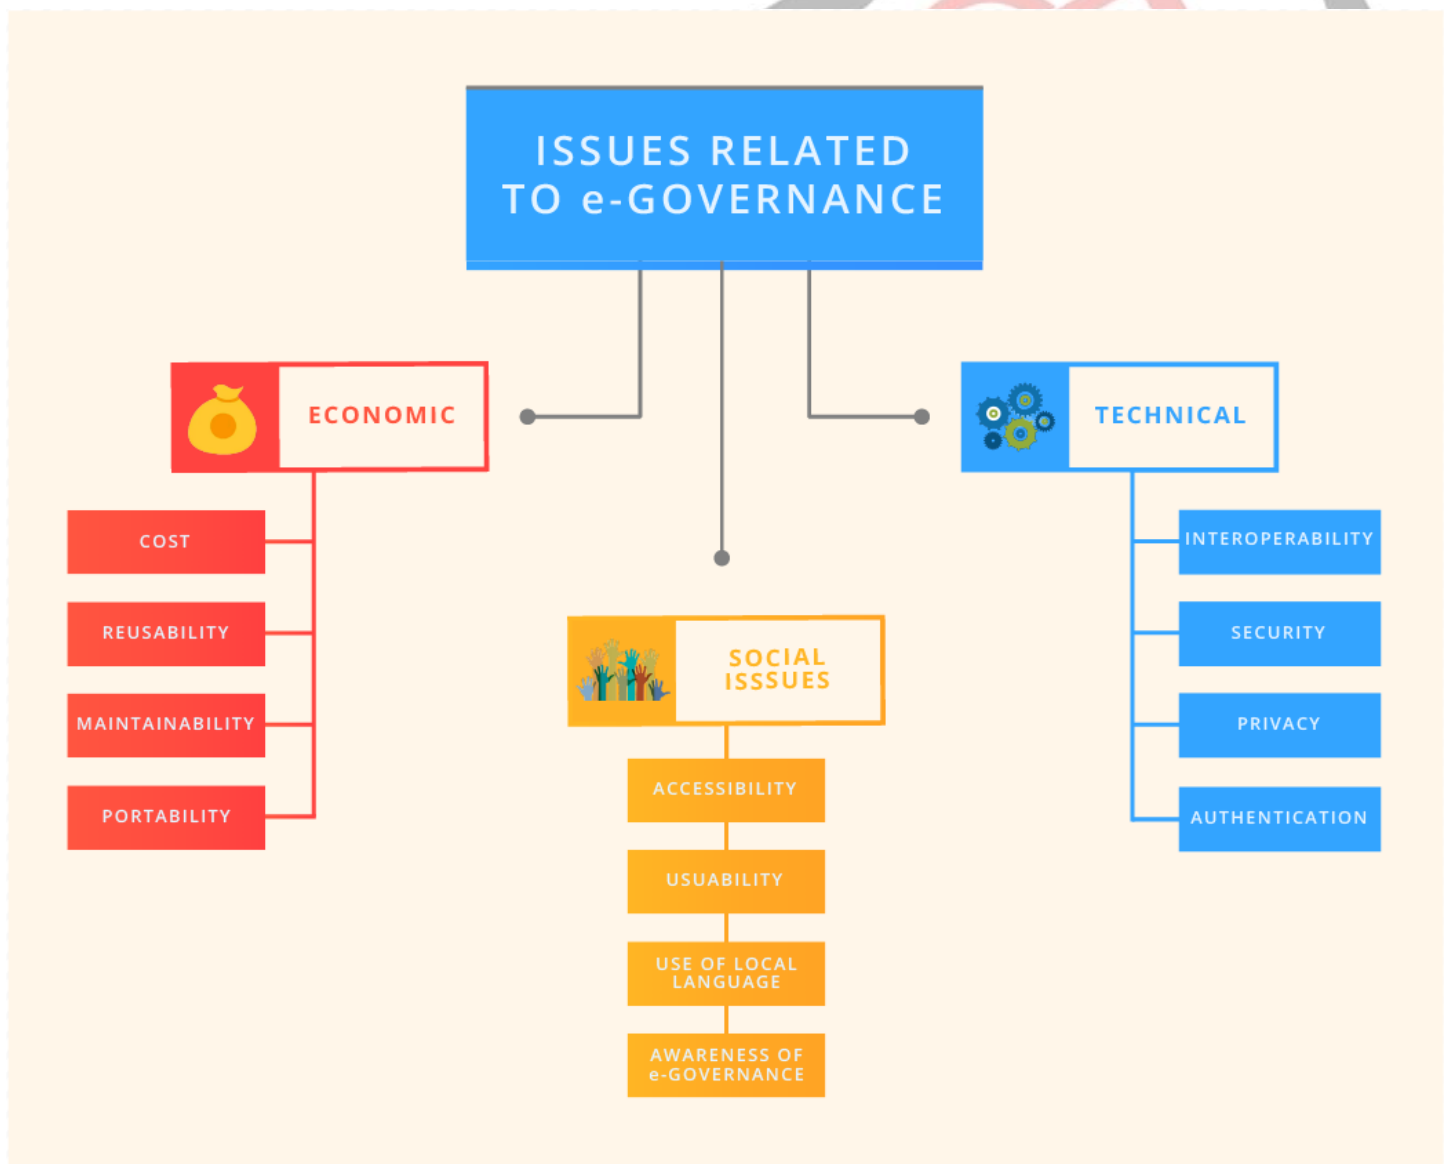 ISSUES RELATED
TO e-GOVERNANCE
ECONOMIC
COST
REUSABILITY
MAINTAINABILITY
PORTABILITY
SOCIAL
ISSSUES
ACCESSIBILITY
USUABILITY
USE OF LOCAL
LANGUAGE
AWARENESS OF
e-GOVERNANCE
TECHNICAL
INTEROPERABILITY
SECURITY
PRIVACY
AUTHENTICATION